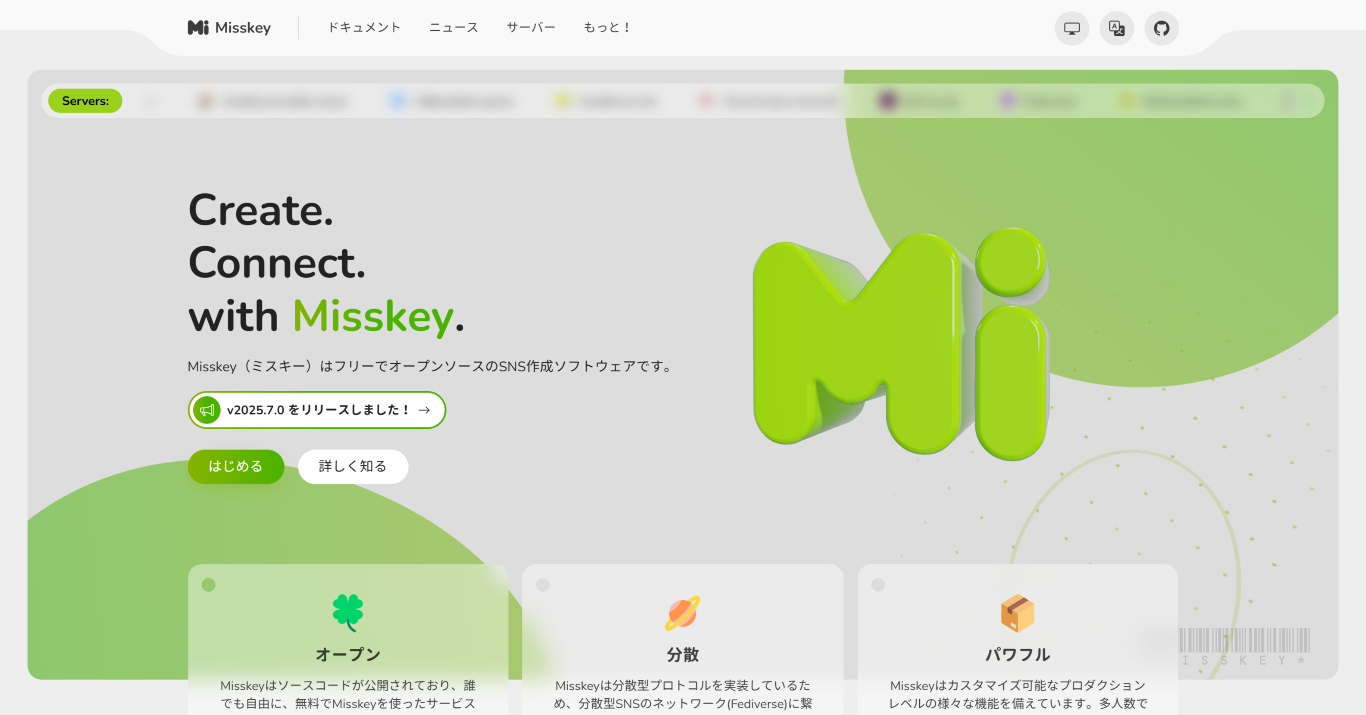 Misskey
ドキュメント
ニュース
サーバー
もっと！
Servers:
Create.
Connect.
with Misskey.
Misskey（ミスキー）はフリーでオープンソースのSNS作成ソフトウェアです。
v2025.7.0 をリリースしました！ →
はじめる
詳しく知る
Mi
オープン
Misskeyはソースコードが公開されており、誰
でも自由に、無料でMisskeyを使ったサービス
分散
Misskeyは分散型プロトコルを実装しているた
め、分散型SNSのネットワーク(Fediverse)に繋
パワフル
Misskeyはカスタマイズ可能なプロダクション
レベルの様々な機能を備えています。多人数で
I S S K E Y *